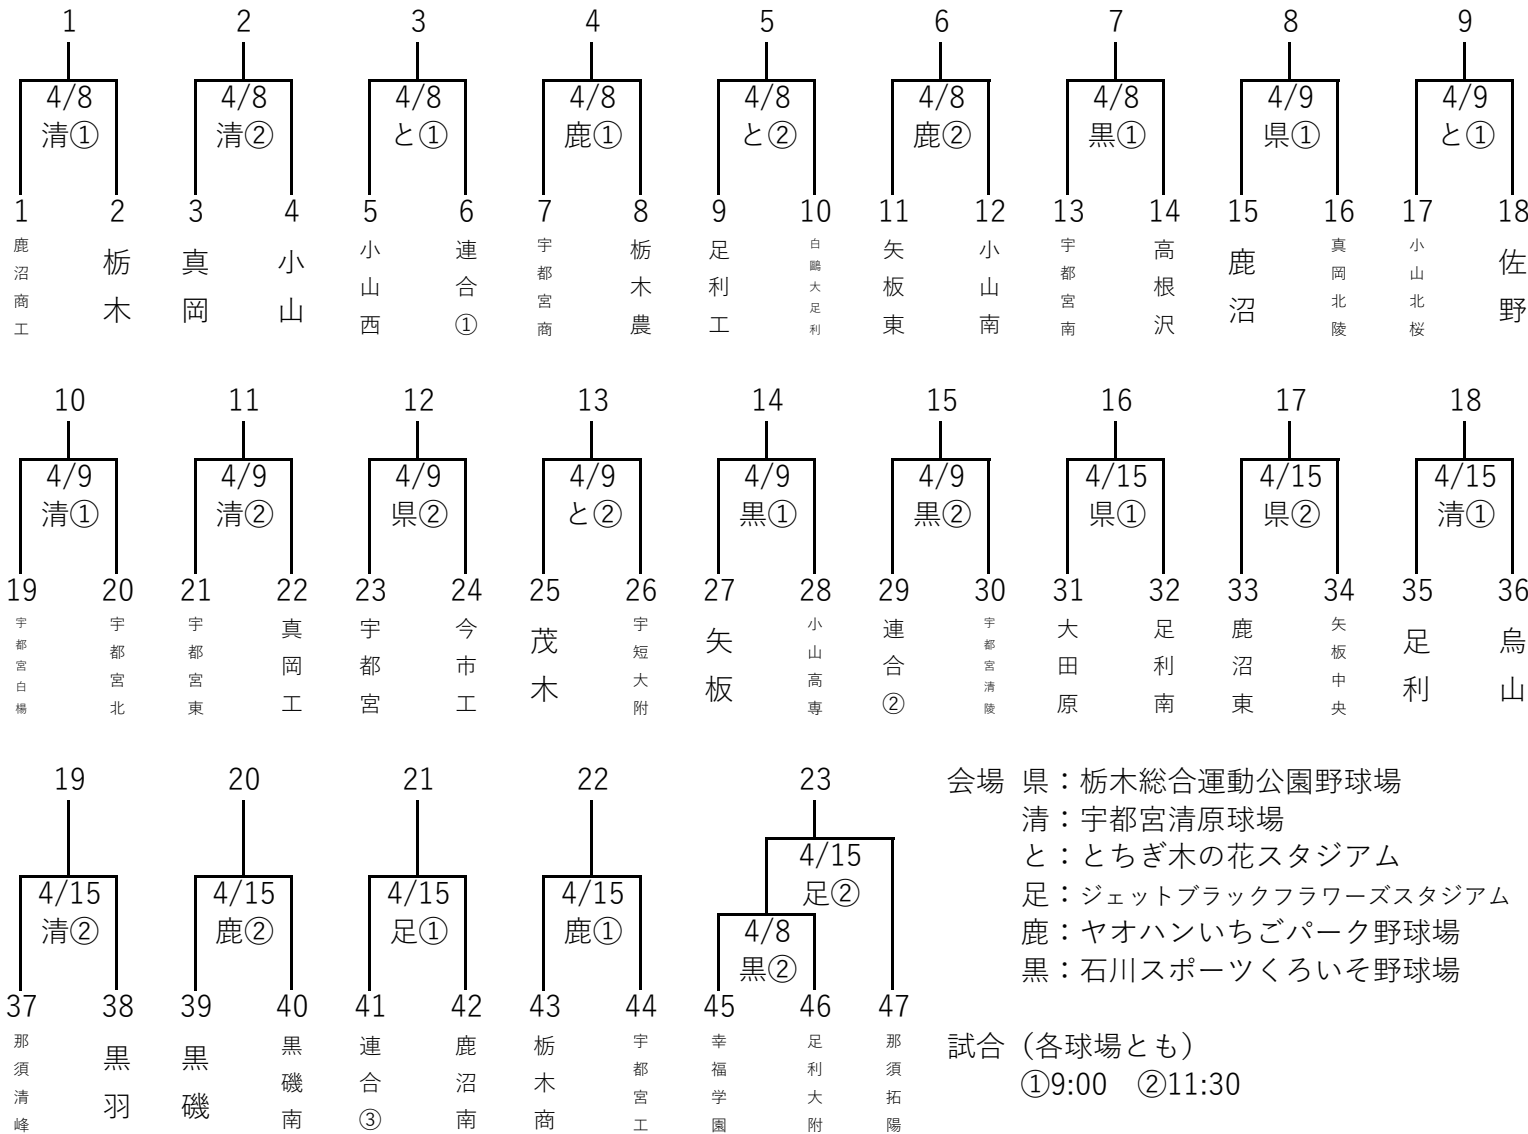 1 2 3 4 5 6 7 8 9
4/8 4/8 4/8 4/8 4/8 4/8 4/8 4/9 4/9
清① 清② と① 鹿① と② 鹿② 黒① 県① と①
1 2 3 4 5 6 7 8 9 10 11 12 13 14 15 16 17 18
鹿沼商工
栃木
真岡
小山
小山西
連合①
宇都宮商
栃木農
足利工
白鷗大足利
矢板東
小山南
宇都宮南
高根沢
鹿沼
真岡北陵
小山北桜
佐野
10 11 12 13 14 15 16 17 18
4/9 4/9 4/9 4/9 4/9 4/9 4/15 4/15 4/15
清① 清② 県② と② 黒① 黒② 県① 県② 清①
19 20 21 22 23 24 25 26 27 28 29 30 31 32 33 34 35 36
宇都宮白楊
宇都宮北
宇都宮東
真岡工
宇都宮
今市工
茂木
宇短大附
矢板
小山高専
連合②
宇都宮清陵
大田原
足利南
鹿沼東
矢板中央
足利
烏山
19 20 21 22 23
4/15
足②
4/15 4/15 4/15 4/15 4/8
清② 鹿② 足① 鹿① 黒②
37 38 39 40 41 42 43 44 45 46 47
那須清峰
黒羽
黒磯
黒磯南
連合③
鹿沼南
栃木商
宇都宮工
幸福学園
足利大附
那須拓陽
会場 県：栃木総合運動公園野球場
清：宇都宮清原球場
と：とちぎ木の花スタジアム
足：ジェットブラックフラワーズスタジアム
鹿：ヤオハンいちごパーク野球場
黒：石川スポーツくろいそ野球場
試合（各球場とも）
①9:00 ②11:30